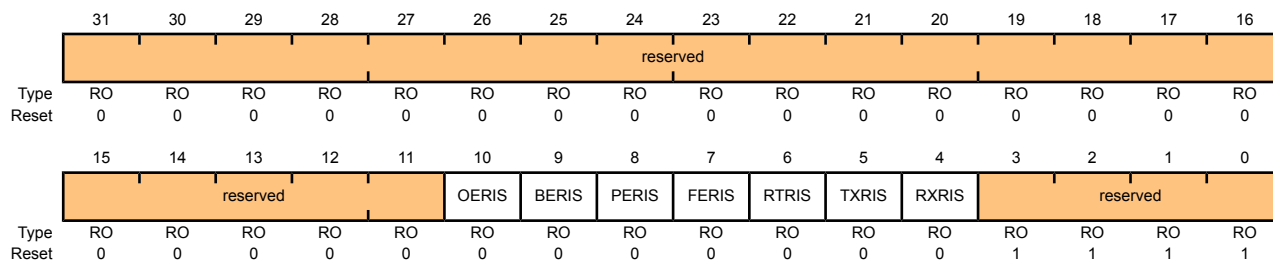 31 30 29 28 27 26 25 24 23 22 21 20 19 18 17 16
reserved
Type RO RO RO RO RO RO RO RO RO RO RO RO RO RO RO RO
Reset 0 0 0 0 0 0 0 0 0 0 0 0 0 0 0 0
15 14 13 12 11 10 9 8 7 6 5 4 3 2 1 0
reserved OERIS BERIS PERIS FERIS RTRIS TXRIS RXRIS reserved
Type RO RO RO RO RO RO RO RO RO RO RO RO RO RO RO RO
Reset 0 0 0 0 0 0 0 0 0 0 0 0 1 1 1 1